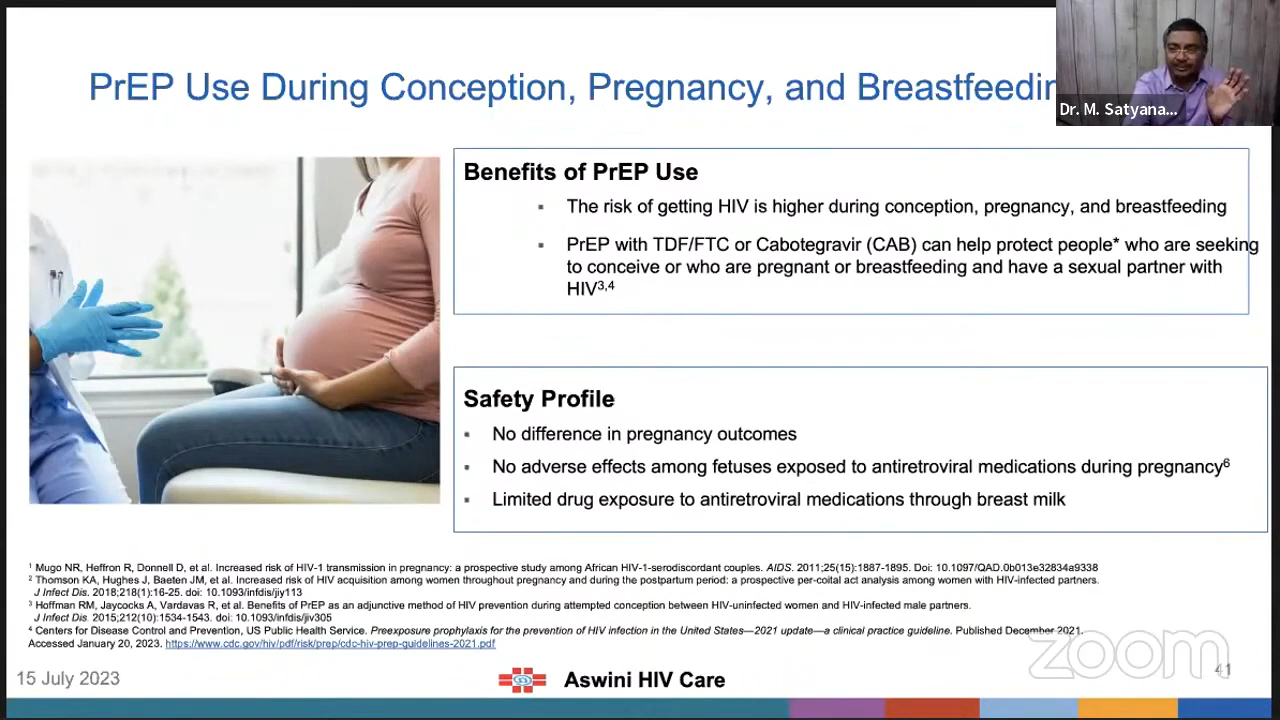 PrEP Use During Conception, Pregnancy, and Breastfeedin
Dr. M. Satyana...
Benefits of PrEP Use
▪ The risk of getting HIV is higher during conception, pregnancy, and breastfeeding
▪ PrEP with TDF/FTC or Cabotegravir (CAB) can help protect people* who are seeking
to conceive or who are pregnant or breastfeeding and have a sexual partner with
HIV3,4
Safety Profile
▪ No difference in pregnancy outcomes
▪ No adverse effects among fetuses exposed to antiretroviral medications during pregnancy6
▪ Limited drug exposure to antiretroviral medications through breast milk
1 Mugo NR, Heffron R, Donnell D, et al. Increased risk of HIV-1 transmission in pregnancy: a prospective study among African HIV-1-serodiscordant couples. AIDS. 2011;25(15):1887-1895. Doi: 10.1097/QAD.0b013e32834a9338
2 Thomson KA, Hughes J, Baeten JM, et al. Increased risk of HIV acquisition among women throughout pregnancy and during the postpartum period: a prospective per-coital act analysis among women with HIV-infected partners.
J Infect Dis. 2018;218(1):16-25. doi: 10.1093/infdis/jiy113
3 Hoffman RM, Jaycocks A, Vardavas R, et al. Benefits of PrEP as an adjunctive method of HIV prevention during attempted conception between HIV-uninfected women and HIV-infected male partners.
J Infect Dis. 2015;212(10):1534-1543. doi: 10.1093/infdis/jiv305
4 Centers for Disease Control and Prevention, US Public Health Service. Preexposure prophylaxis for the prevention of HIV infection in the United States—2021 update—a clinical practice guideline. Published December 2021.
Accessed January 20, 2023. https://www.cdc.gov/hiv/pdf/risk/prep/cdc-hiv-prep-guidelines-2021.pdf
zoom
15 July 2023
Aswini HIV Care
41